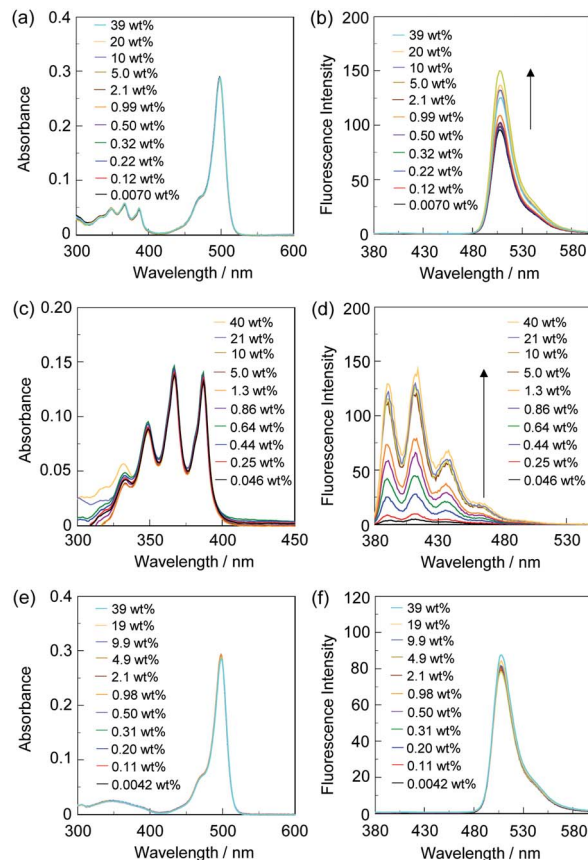 (a)
0.4
0.3
0.2
0.1
0
Absorbance
39 wt%
20 wt%
10 wt%
5.0 wt%
2.1 wt%
0.99 wt%
0.50 wt%
0.32 wt%
0.22 wt%
0.12 wt%
0.0070 wt%
300 400 500 600
Wavelength / nm
(b)
200
150
100
50
0
Fluorescence Intensity
39 wt%
20 wt%
10 wt%
5.0 wt%
2.1 wt%
0.99 wt%
0.50 wt%
0.32 wt%
0.22 wt%
0.12 wt%
0.0070 wt%
380 430 480 530 580
Wavelength / nm
(c)
0.20
0.15
0.10
0.05
0
Absorbance
40 wt%
21 wt%
10 wt%
5.0 wt%
1.3 wt%
0.86 wt%
0.64 wt%
0.44 wt%
0.25 wt%
0.046 wt%
300 350 400 450
Wavelength / nm
(d)
200
150
100
50
0
Fluorescence Intensity
40 wt%
21 wt%
10 wt%
5.0 wt%
1.3 wt%
0.86 wt%
0.64 wt%
0.44 wt%
0.25 wt%
0.046 wt%
380 430 480 530
Wavelength / nm
(e)
0.4
0.3
0.2
0.1
0
Absorbance
39 wt%
19 wt%
9.9 wt%
4.9 wt%
2.1 wt%
0.98 wt%
0.50 wt%
0.31 wt%
0.20 wt%
0.11 wt%
0.0042 wt%
300 400 500 600
Wavelength / nm
(f)
120
100
80
60
40
20
0
Fluorescence Intensity
39 wt%
19 wt%
9.9 wt%
4.9 wt%
2.1 wt%
0.98 wt%
0.50 wt%
0.31 wt%
0.20 wt%
0.11 wt%
0.0042 wt%
380 430 480 530 580
Wavelength / nm